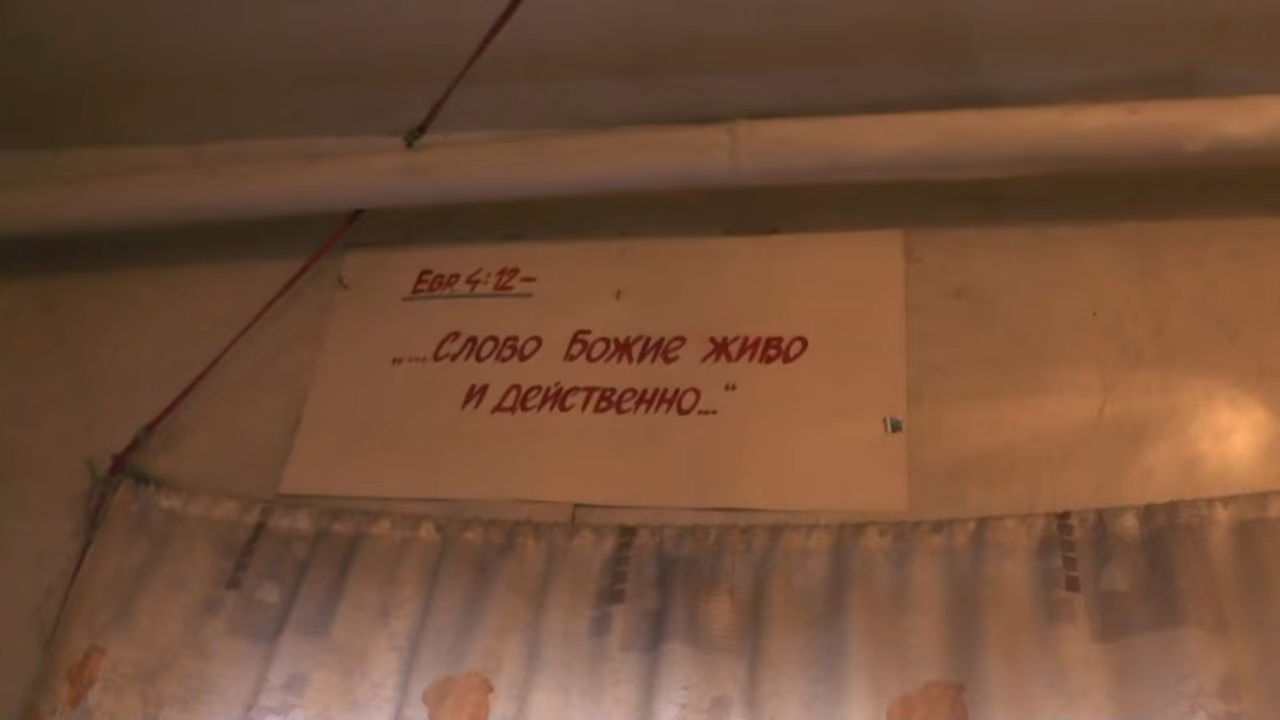 Евр. 4:12–
„...Слово Божие живо
и действенно...“